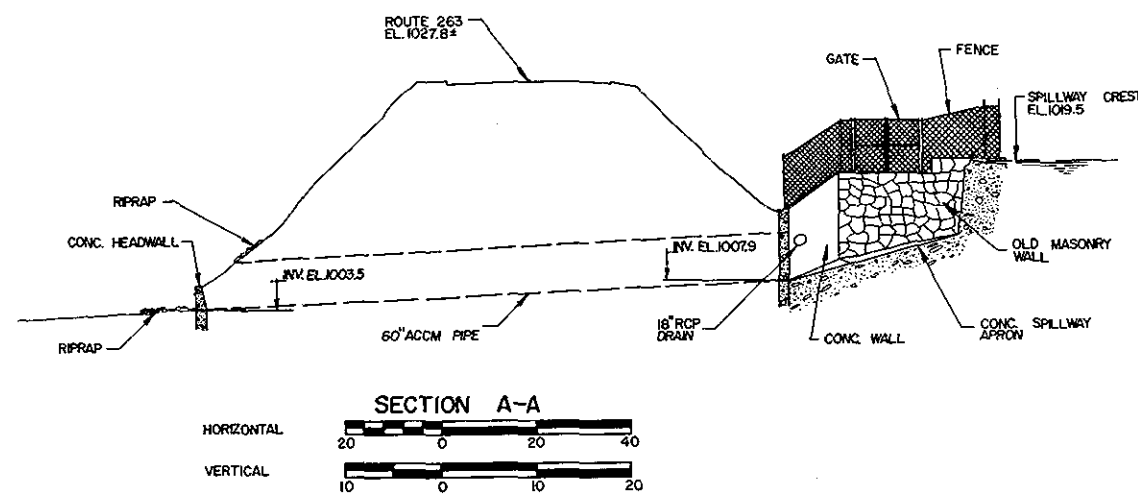 ROUTE 263
EL.1027.8±
GATE
FENCE
SPILLWAY CREST
EL.1019.5
RIPRAP
CONC. HEADWALL
INV. EL.1003.5
INV. EL.1007.9
OLD MASONRY
WALL
RIPRAP
60" ACCM PIPE
18" RCP
DRAIN
CONC. WALL
CONC. SPILLWAY
APRON
SECTION A-A
HORIZONTAL
20 0 20 40
VERTICAL
10 0 10 20